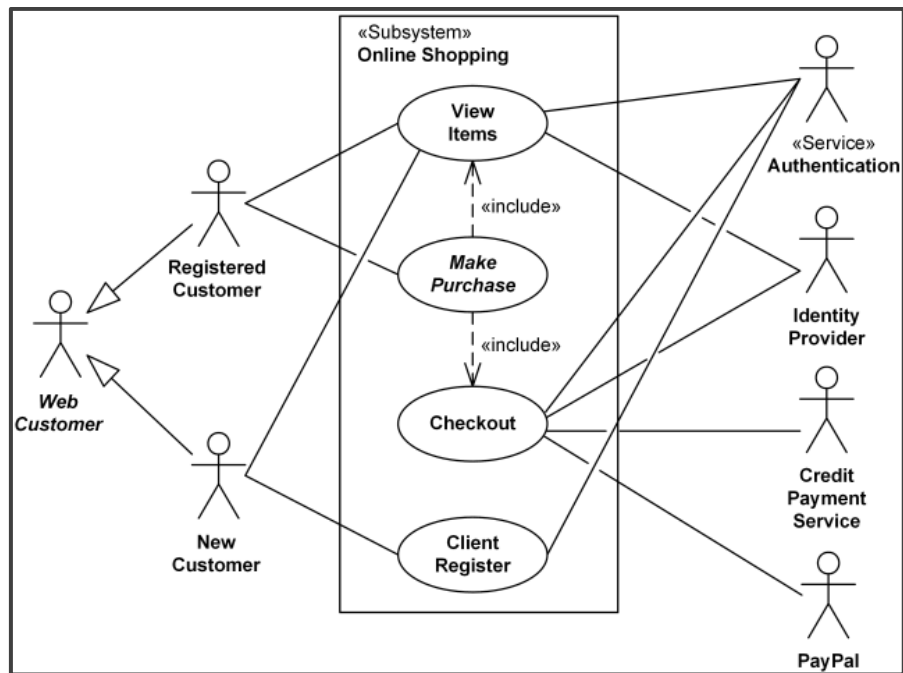 «Subsystem»
Online Shopping
View
Items
«include»
Make
Purchase
«include»
Checkout
Client
Register
Registered
Customer
Web
Customer
New
Customer
«Service»
Authentication
Identity
Provider
Credit
Payment
Service
PayPal